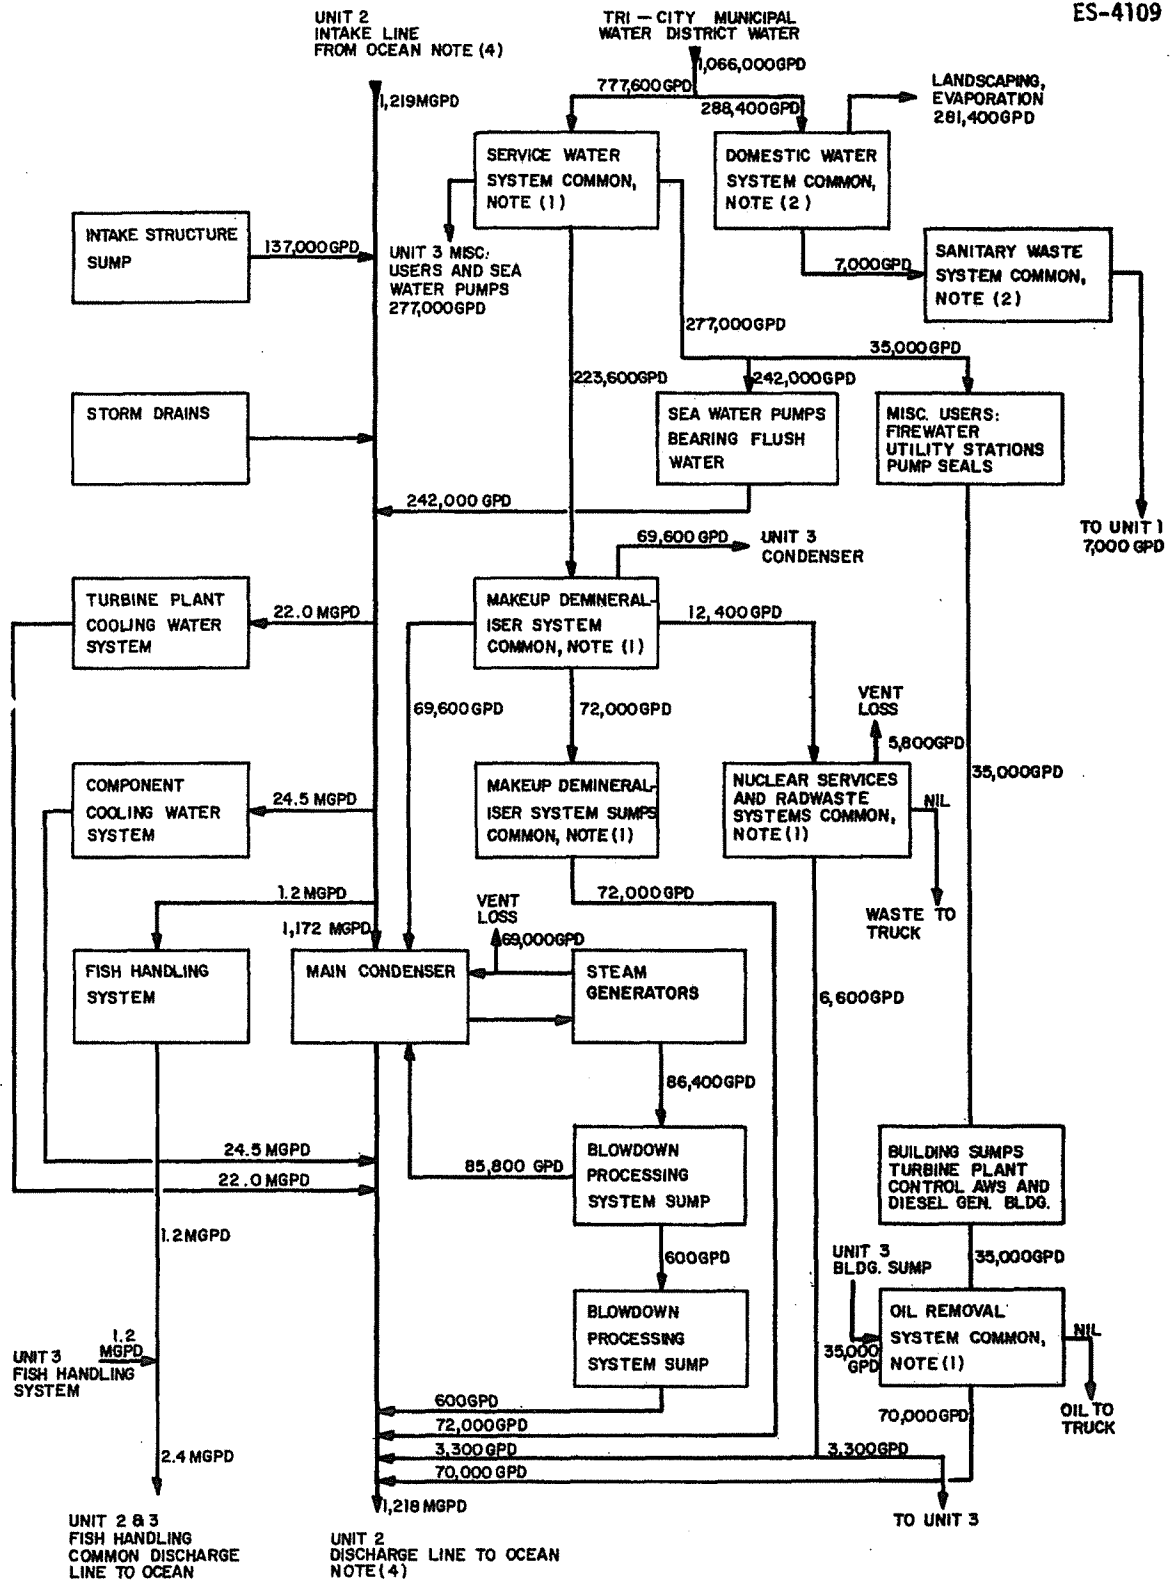 ES-4109
UNIT 2
INTAKE LINE
FROM OCEAN NOTE (4)
TRI - CITY MUNICIPAL
WATER DISTRICT WATER
1,066,000GPD
777,600GPD
288,400GPD
LANDSCAPING,
EVAPORATION
281,400GPD
1,219MGPD
SERVICE WATER
SYSTEM COMMON,
NOTE (1)
DOMESTIC WATER
SYSTEM COMMON,
NOTE (2)
INTAKE STRUCTURE
SUMP
137,000GPD
UNIT 3 MISC.
USERS AND SEA
WATER PUMPS
277,000GPD
7,000GPD
SANITARY WASTE
SYSTEM COMMON,
NOTE (2)
277,000GPD
35,000GPD
223,600GPD
242,000GPD
STORM DRAINS
SEA WATER PUMPS
BEARING FLUSH
WATER
MISC. USERS:
FIREWATER
UTILITY STATIONS
PUMP SEALS
242,000 GPD
TO UNIT 1
7,000 GPD
69,600 GPD
UNIT 3
CONDENSER
TURBINE PLANT
COOLING WATER
SYSTEM
22.0 MGPD
MAKEUP DEMINERAL-
ISER SYSTEM
COMMON, NOTE (1)
12,400GPD
69,600GPD
72,000GPD
VENT
LOSS
5,800GPD
35,000GPD
COMPONENT
COOLING WATER
SYSTEM
24.5 MGPD
MAKEUP DEMINERAL-
ISER SYSTEM SUMPS
COMMON, NOTE (1)
NUCLEAR SERVICES
AND RADWASTE
SYSTEMS COMMON,
NOTE (1)
NIL
WASTE TO
TRUCK
1.2 MGPD
1,172 MGPD
VENT
LOSS
69,000GPD
72,000GPD
FISH HANDLING
SYSTEM
MAIN CONDENSER
STEAM
GENERATORS
6,600GPD
86,400GPD
24.5 MGPD
22.0 MGPD
85,800 GPD
BLOWDOWN
PROCESSING
SYSTEM SUMP
BUILDING SUMPS
TURBINE PLANT
CONTROL AWS AND
DIESEL GEN. BLDG.
1.2MGPD
600GPD
UNIT 3
BLDG. SUMP
35,000GPD
BLOWDOWN
PROCESSING
SYSTEM SUMP
OIL REMOVAL
SYSTEM COMMON,
NOTE (1)
NIL
35,000
GPD
OIL TO
TRUCK
1.2
MGPD
UNIT 3
FISH HANDLING
SYSTEM
600GPD
72,000GPD
3,300GPD
70,000 GPD
3,300GPD
70,000GPD
2.4 MGPD
1,218 MGPD
TO UNIT 3
UNIT 2 & 3
FISH HANDLING
COMMON DISCHARGE
LINE TO OCEAN
UNIT 2
DISCHARGE LINE TO OCEAN
NOTE (4)